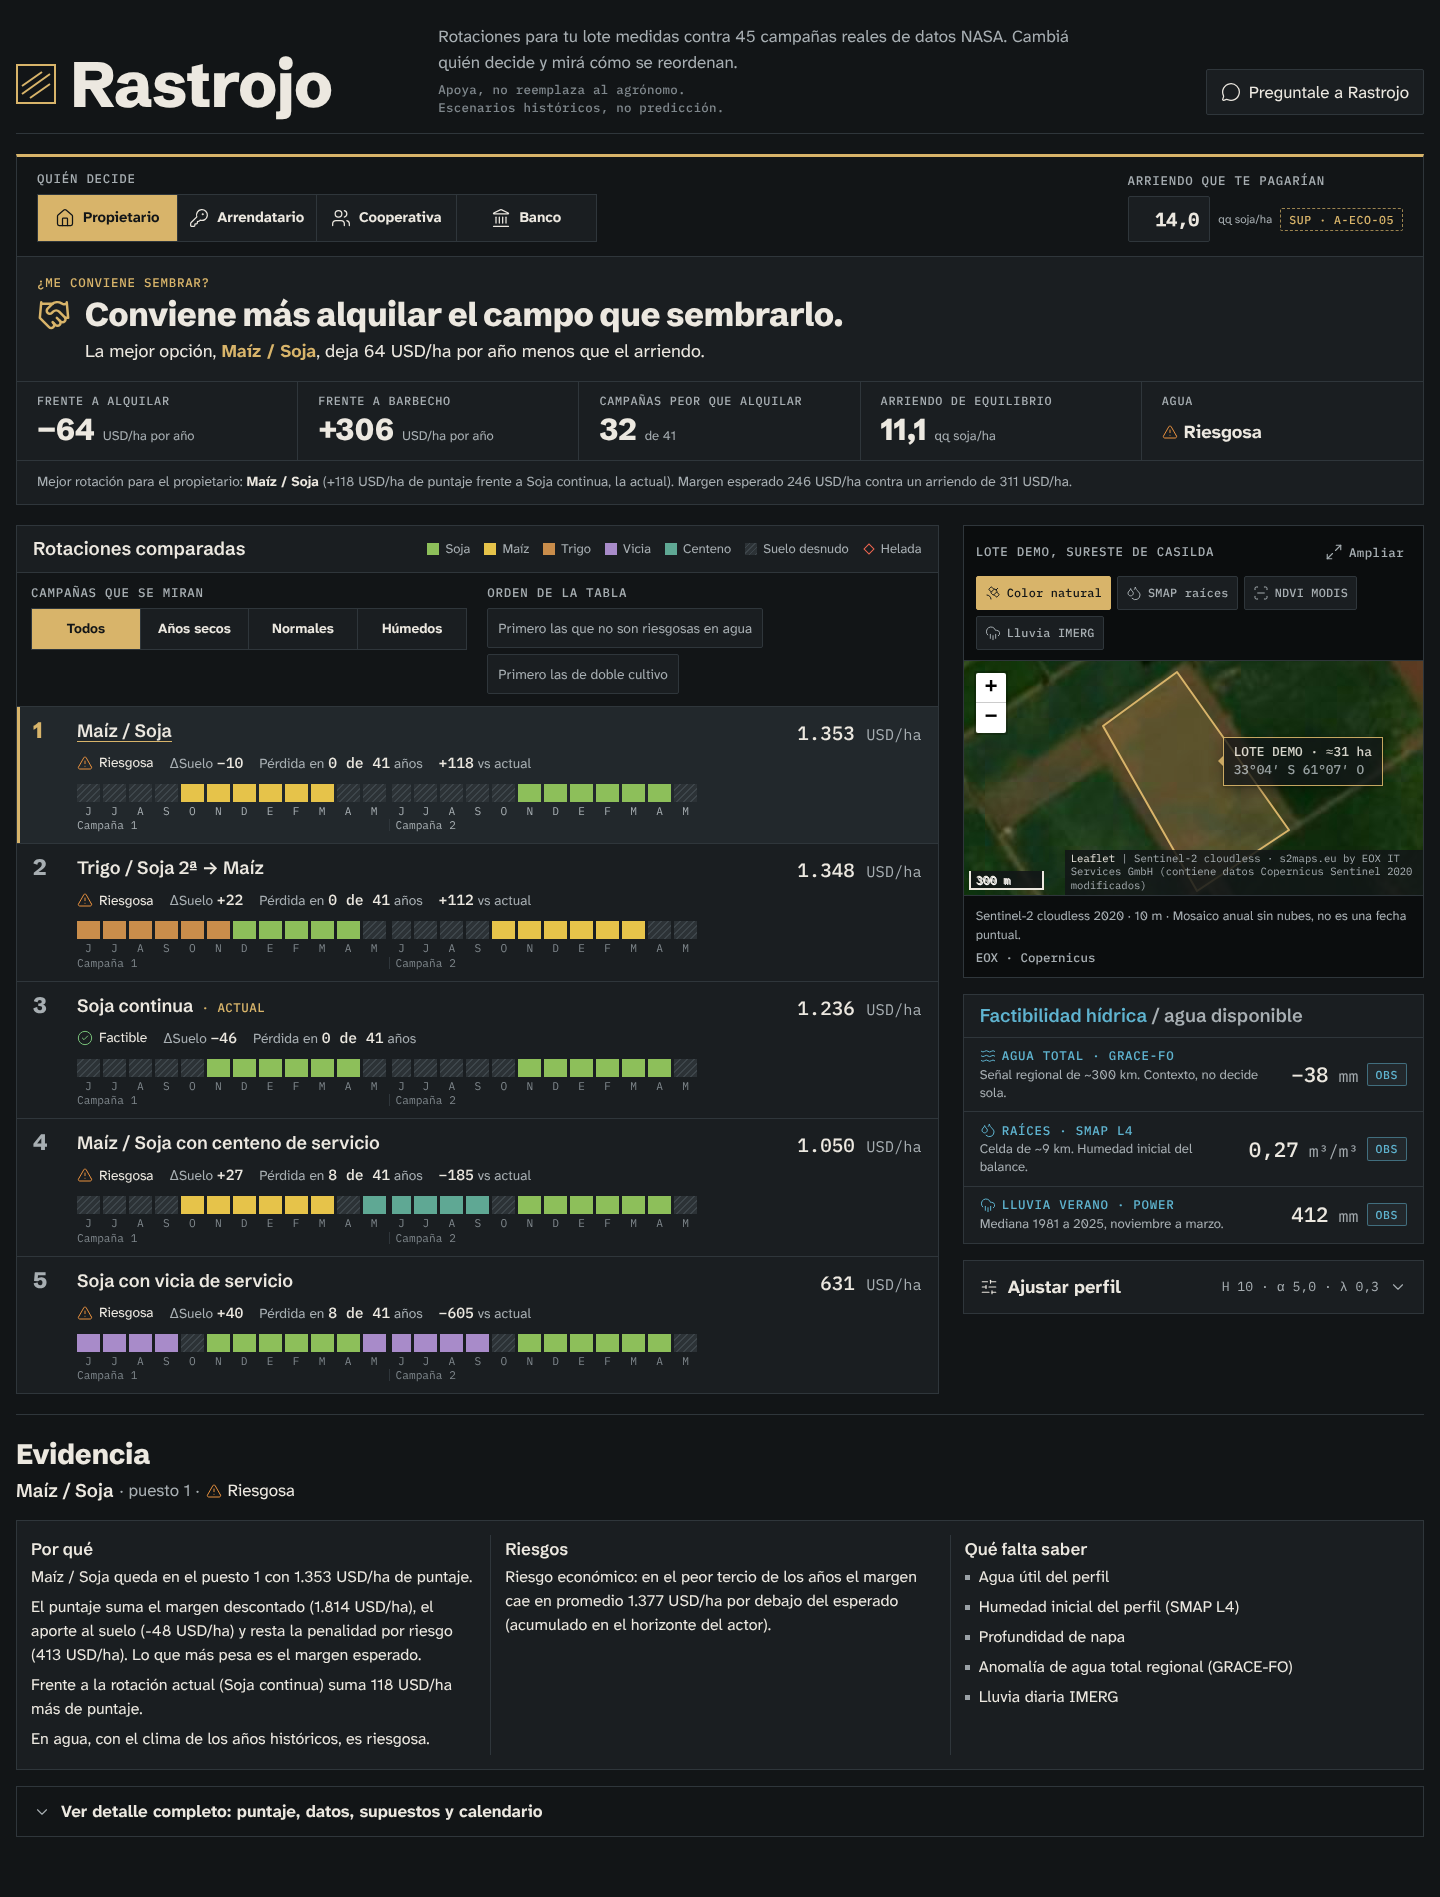 Rastrojo
Rotaciones para tu lote medidas contra 45 campañas reales de datos NASA. Cambiá
quién decide y mirá cómo se reordenan.
Apoya, no reemplaza al agrónomo.
Escenarios históricos, no predicción.
Preguntale a Rastrojo
QUIÉN DECIDE
Propietario
Arrendatario
Cooperativa
Banco
ARRIENDO QUE TE PAGARÍAN
14,0 qq soja/ha SUP · A-ECO-05
¿ME CONVIENE SEMBRAR?
Conviene más alquilar el campo que sembrarlo.
La mejor opción, Maíz / Soja, deja 64 USD/ha por año menos que el arriendo.
FRENTE A ALQUILAR
−64 USD/ha por año
FRENTE A BARBECHO
+306 USD/ha por año
CAMPAÑAS PEOR QUE ALQUILAR
32 de 41
ARRIENDO DE EQUILIBRIO
11,1 qq soja/ha
AGUA
Riesgosa
Mejor rotación para el propietario: Maíz / Soja (+118 USD/ha de puntaje frente a Soja continua, la actual). Margen esperado 246 USD/ha contra un arriendo de 311 USD/ha.
Rotaciones comparadas
Soja Maíz Trigo Vicia Centeno Suelo desnudo Helada
CAMPAÑAS QUE SE MIRAN
Todos Años secos Normales Húmedos
ORDEN DE LA TABLA
Primero las que no son riesgosas en agua
Primero las de doble cultivo
1 Maíz / Soja 1.353 USD/ha
Riesgosa ΔSuelo −10 Pérdida en 0 de 41 años +118 vs actual
J J A S O N D E F M A M J J A S O N D E F M A M
Campaña 1 Campaña 2
2 Trigo / Soja 2ª → Maíz 1.348 USD/ha
Riesgosa ΔSuelo +22 Pérdida en 0 de 41 años +112 vs actual
J J A S O N D E F M A M J J A S O N D E F M A M
Campaña 1 Campaña 2
3 Soja continua · ACTUAL 1.236 USD/ha
Factible ΔSuelo −46 Pérdida en 0 de 41 años
J J A S O N D E F M A M J J A S O N D E F M A M
Campaña 1 Campaña 2
4 Maíz / Soja con centeno de servicio 1.050 USD/ha
Riesgosa ΔSuelo +27 Pérdida en 8 de 41 años −185 vs actual
J J A S O N D E F M A M J J A S O N D E F M A M
Campaña 1 Campaña 2
5 Soja con vicia de servicio 631 USD/ha
Riesgosa ΔSuelo +40 Pérdida en 8 de 41 años −605 vs actual
J J A S O N D E F M A M J J A S O N D E F M A M
Campaña 1 Campaña 2
LOTE DEMO, SURESTE DE CASILDA
Ampliar
Color natural SMAP raíces NDVI MODIS
Lluvia IMERG
+
−
LOTE DEMO · ≈31 ha
33°04′ S 61°07′ O
300 m
Leaflet | Sentinel-2 cloudless · s2maps.eu by EOX IT
Services GmbH (contiene datos Copernicus Sentinel 2020
modificados)
Sentinel-2 cloudless 2020 · 10 m · Mosaico anual sin nubes, no es una fecha
puntual.
EOX · Copernicus
Factibilidad hídrica / agua disponible
AGUA TOTAL · GRACE-FO
Señal regional de ~300 km. Contexto, no decide
sola.
−38 mm OBS
RAÍCES · SMAP L4
Celda de ~9 km. Humedad inicial del
balance.
0,27 m³/m³ OBS
LLUVIA VERANO · POWER
Mediana 1981 a 2025, noviembre a marzo.
412 mm OBS
Ajustar perfil H 10 · α 5,0 · λ 0,3
Evidencia
Maíz / Soja · puesto 1 · Riesgosa
Por qué
Maíz / Soja queda en el puesto 1 con 1.353 USD/ha de puntaje.
El puntaje suma el margen descontado (1.814 USD/ha), el
aporte al suelo (-48 USD/ha) y resta la penalidad por riesgo
(413 USD/ha). Lo que más pesa es el margen esperado.
Frente a la rotación actual (Soja continua) suma 118 USD/ha
más de puntaje.
En agua, con el clima de los años históricos, es riesgosa.
Riesgos
Riesgo económico: en el peor tercio de los años el margen
cae en promedio 1.377 USD/ha por debajo del esperado
(acumulado en el horizonte del actor).
Qué falta saber
Agua útil del perfil
Humedad inicial del perfil (SMAP L4)
Profundidad de napa
Anomalía de agua total regional (GRACE-FO)
Lluvia diaria IMERG
Ver detalle completo: puntaje, datos, supuestos y calendario